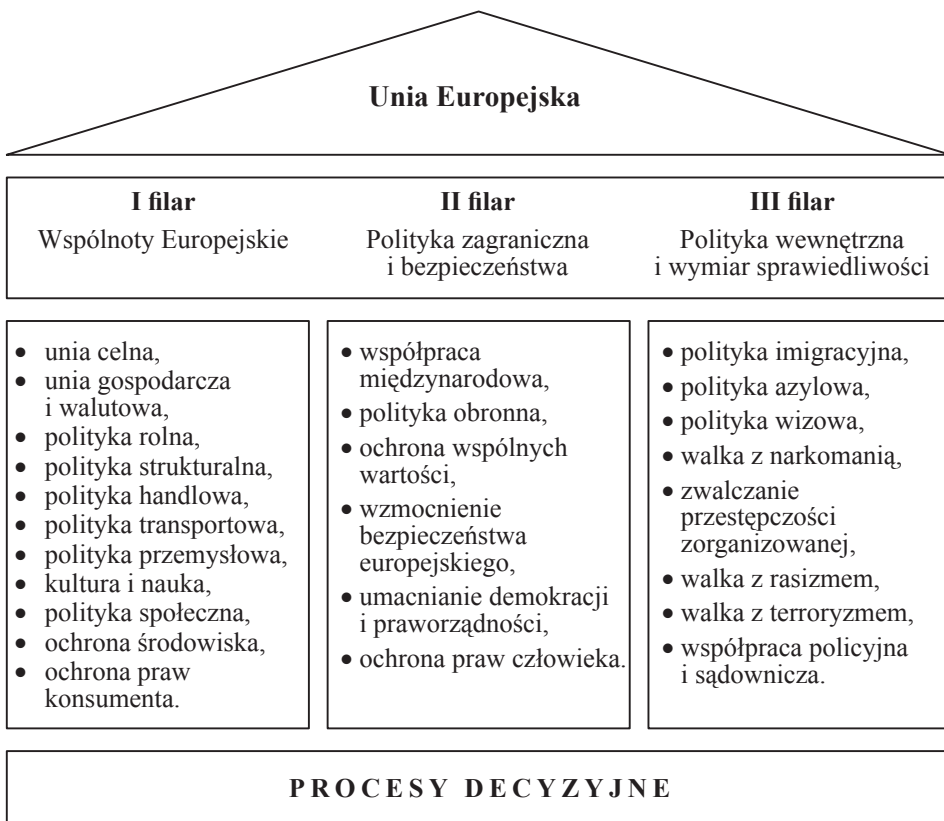 Unia Europejska
I filar
Wspólnoty Europejskie
II filar
Polityka zagraniczna
i bezpieczeństwa
III filar
Polityka wewnętrzna
i wymiar sprawiedliwości
• unia celna,
• unia gospodarcza
i walutowa,
• polityka rolna,
• polityka strukturalna,
• polityka handlowa,
• polityka transportowa,
• polityka przemysłowa,
• kultura i nauka,
• polityka społeczna,
• ochrona środowiska,
• ochrona praw
konsumenta.
• współpraca
międzynarodowa,
• polityka obronna,
• ochrona wspólnych
wartości,
• wzmocnienie
bezpieczeństwa
europejskiego,
• umacnianie demokracji
i praworządności,
• ochrona praw człowieka.
• polityka imigracyjna,
• polityka azylowa,
• polityka wizowa,
• walka z narkomanią,
• zwalczanie
przestępczości
zorganizowanej,
• walka z rasizmem,
• walka z terroryzmem,
• współpraca policyjna
i sądownicza.
PROCESY DECYZYJNE